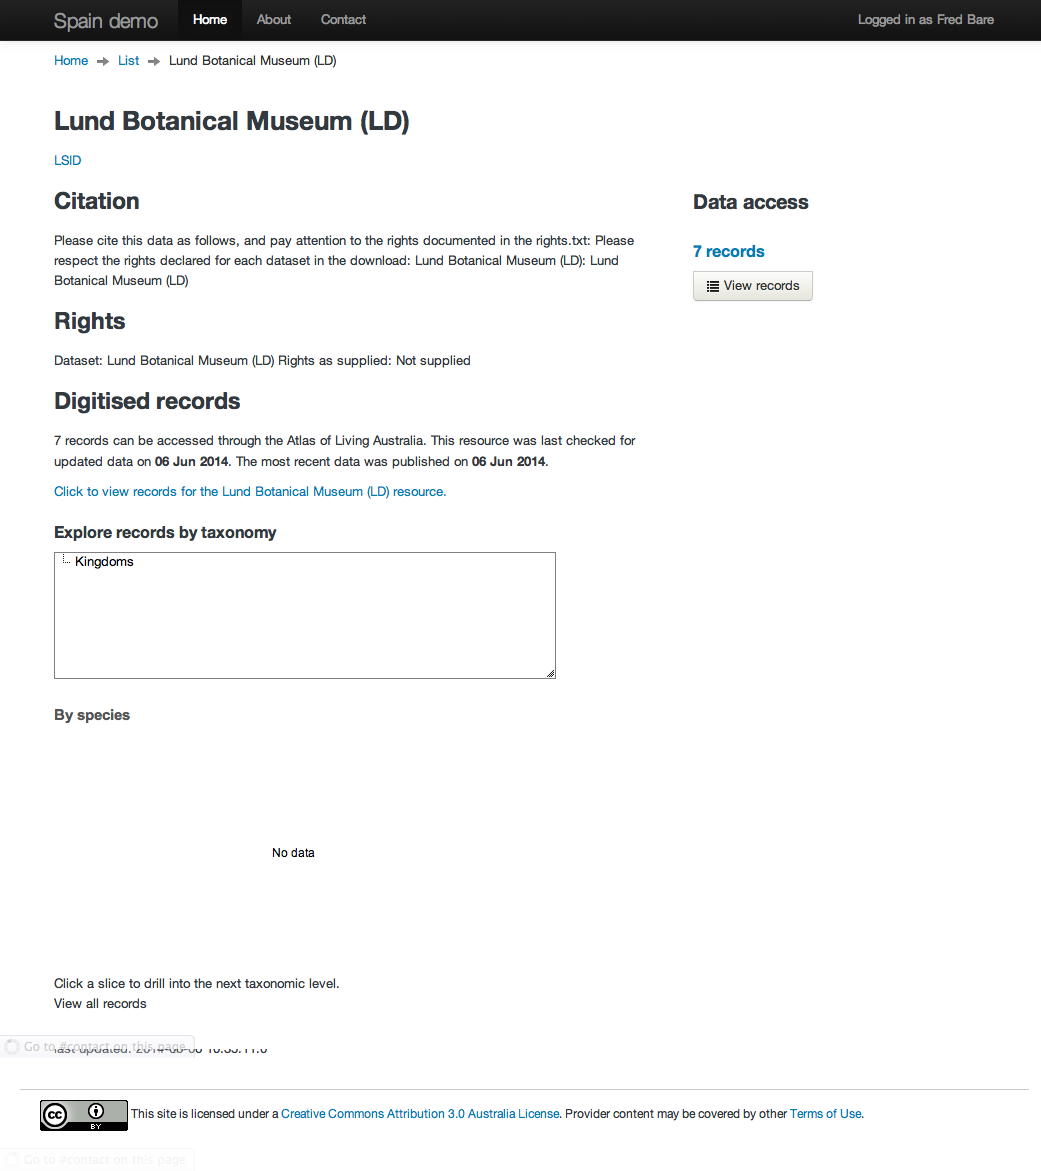 Spain demo Home About Contact Logged in as Fred Bare
Home List Lund Botanical Museum (LD)
Lund Botanical Museum (LD)
LSID
Citation
Please cite this data as follows, and pay attention to the rights documented in the rights.txt: Please
respect the rights declared for each dataset in the download: Lund Botanical Museum (LD): Lund
Botanical Museum (LD)
Rights
Dataset: Lund Botanical Museum (LD) Rights as supplied: Not supplied
Digitised records
7 records can be accessed through the Atlas of Living Australia. This resource was last checked for
updated data on 06 Jun 2014. The most recent data was published on 06 Jun 2014.
Click to view records for the Lund Botanical Museum (LD) resource.
Explore records by taxonomy
Kingdoms
By species
No data
Click a slice to drill into the next taxonomic level.
View all records
Data access
7 records
View records
Go to #contact on this page
last updated:
cc BY This site is licensed under a Creative Commons Attribution 3.0 Australia License. Provider content may be covered by other Terms of Use.
Go to #contact on this page